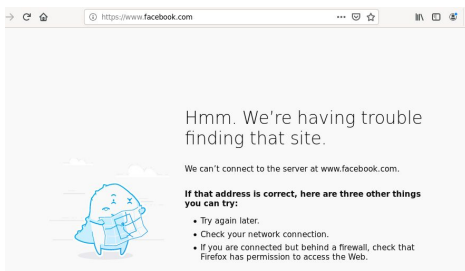 https://www.facebook.com
Hmm. We're having trouble
finding that site.
We can't connect to the server at www.facebook.com.
If that address is correct, here are three other things
you can try:
• Try again later.
• Check your network connection.
• If you are connected but behind a firewall, check that
Firefox has permission to access the Web.